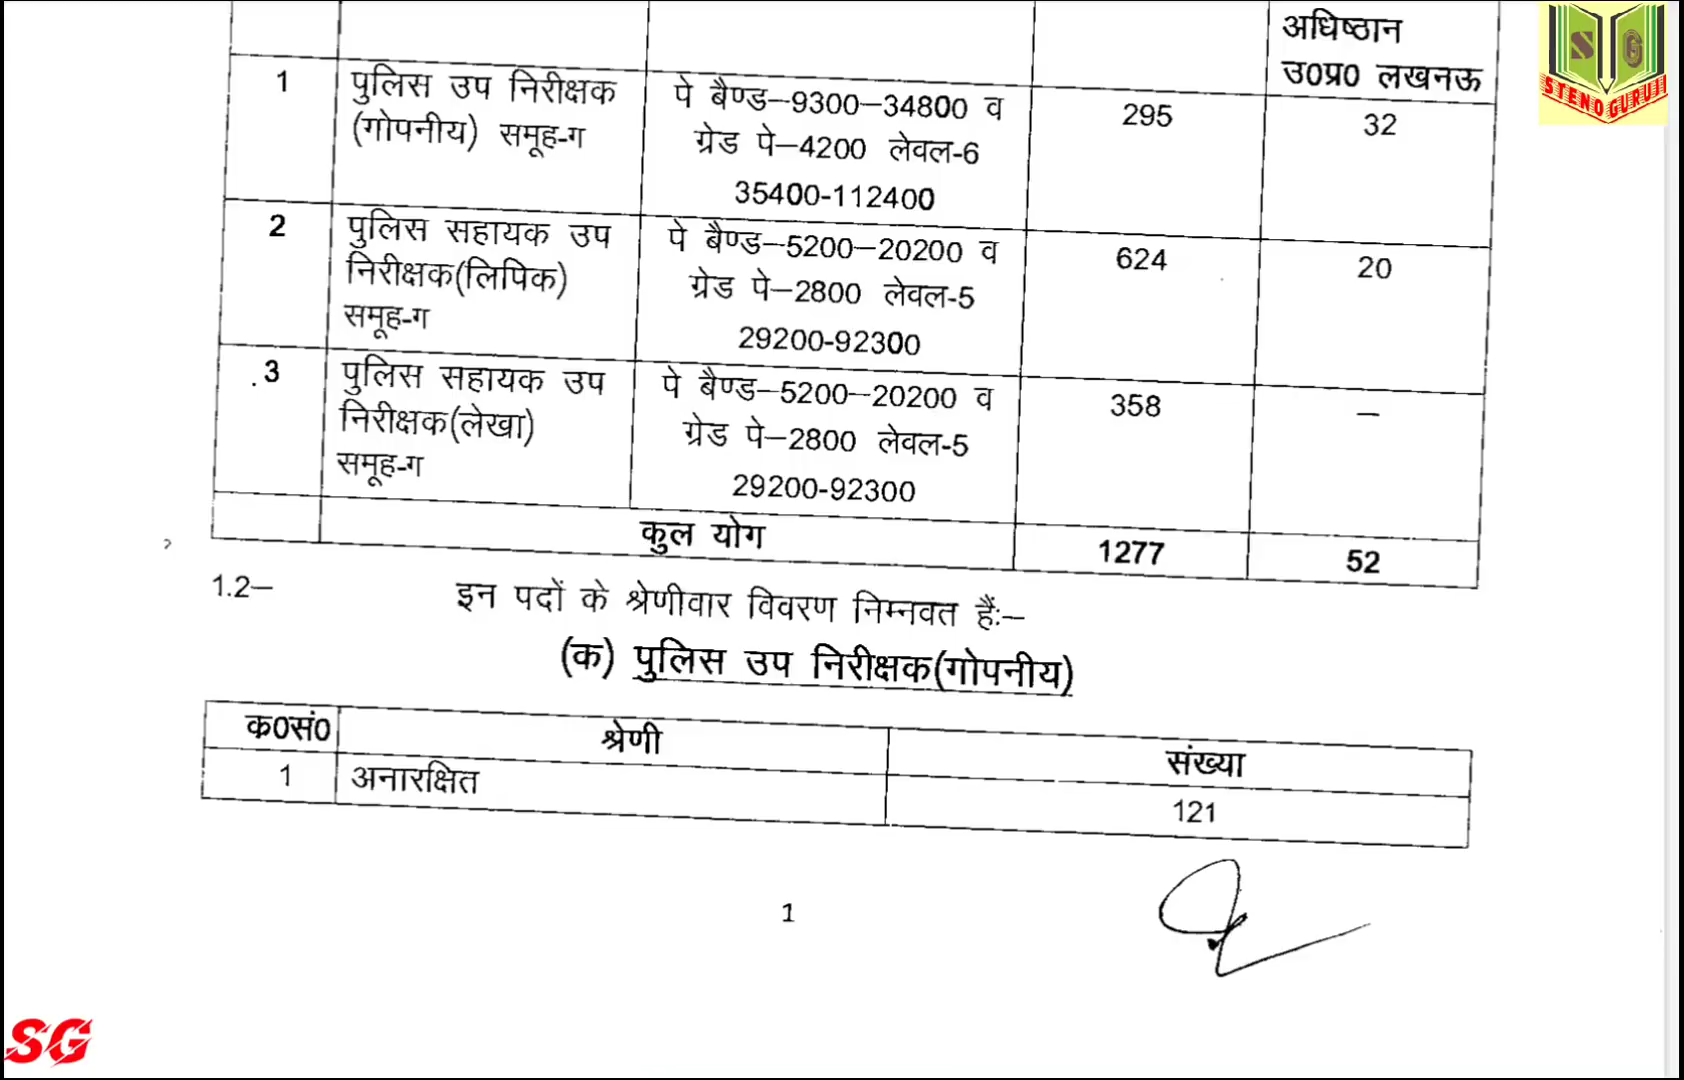 अधिष्ठान
उ0प्र0 लखनऊ
S G
STENO GURUJI
1 पुलिस उप निरीक्षक पे बैण्ड–9300–34800 व 295 32
(गोपनीय) समूह-ग ग्रेड पे–4200 लेवल-6
35400-112400
2 पुलिस सहायक उप पे बैण्ड–5200–20200 व 624 20
निरीक्षक(लिपिक) ग्रेड पे–2800 लेवल-5
समूह-ग 29200-92300
.3 पुलिस सहायक उप पे बैण्ड–5200–20200 व 358 –
निरीक्षक(लेखा) ग्रेड पे–2800 लेवल-5
समूह-ग 29200-92300
कुल योग 1277 52
1.2– इन पदों के श्रेणीवार विवरण निम्नवत हैं:–
(क) पुलिस उप निरीक्षक(गोपनीय)
क0सं0 श्रेणी संख्या
1 अनारक्षित 121
1
SG